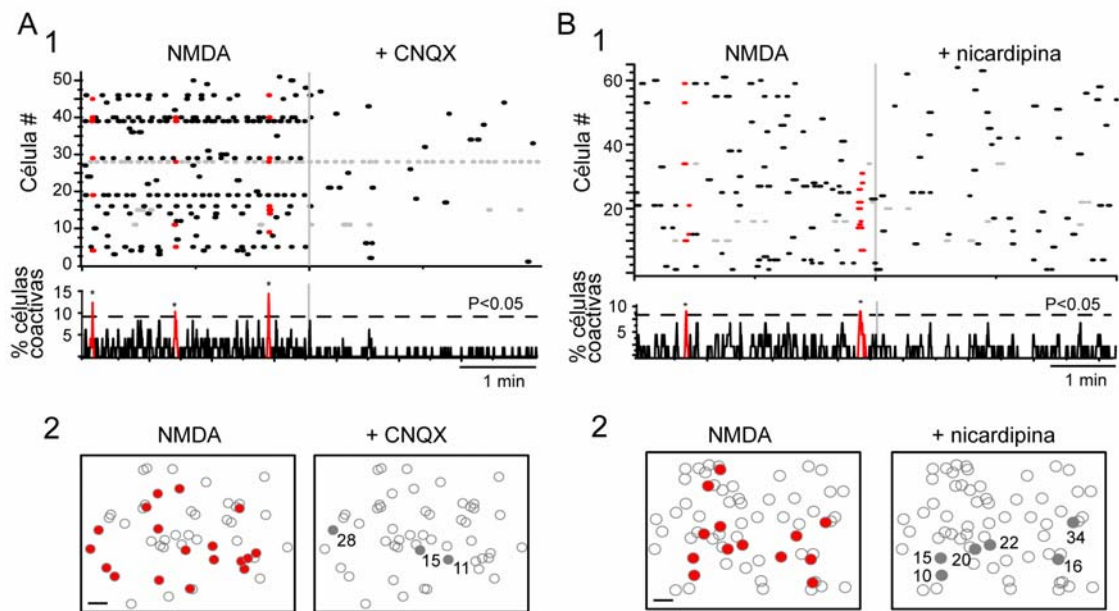 A
1
NMDA
+ CNQX
Célula #
50
40
30
20
10
0
% células
coactivas
15
10
5
P<0.05
*
*
*
1 min
2
NMDA
+ CNQX
28
15
11
B
1
NMDA
+ nicardipina
Célula #
60
40
20
% células
coactivas
10
5
P<0.05
*
*
1 min
2
NMDA
+ nicardipina
34
22
20
15
16
10